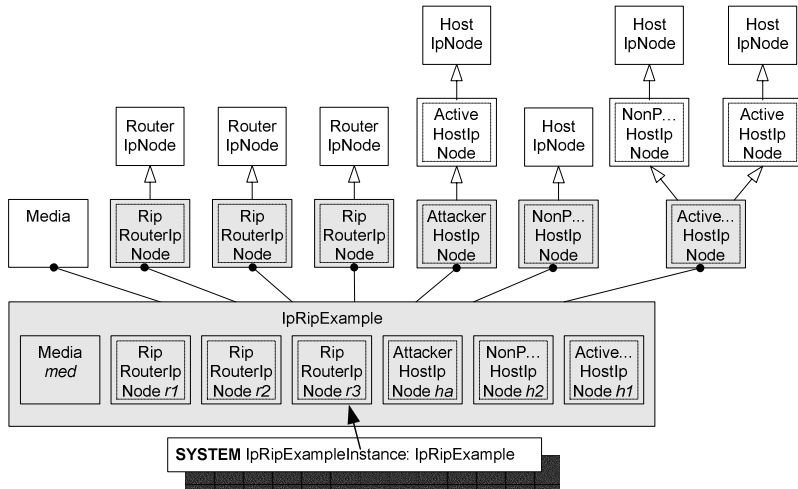 Host
IpNode
Host
IpNode
Host
IpNode
Active
HostIp
Node
NonP...
HostIp
Node
Active
HostIp
Node
Router
IpNode
Router
IpNode
Router
IpNode
Host
IpNode
Media
Rip
RouterIp
Node
Rip
RouterIp
Node
Rip
RouterIp
Node
Attacker
HostIp
Node
NonP...
HostIp
Node
Active...
HostIp
Node
IpRipExample
Media
med
Rip
RouterIp
Node r1
Rip
RouterIp
Node r2
Rip
RouterIp
Node r3
Attacker
HostIp
Node ha
NonP...
HostIp
Node h2
Active...
HostIp
Node h1
SYSTEM IpRipExampleInstance: IpRipExample